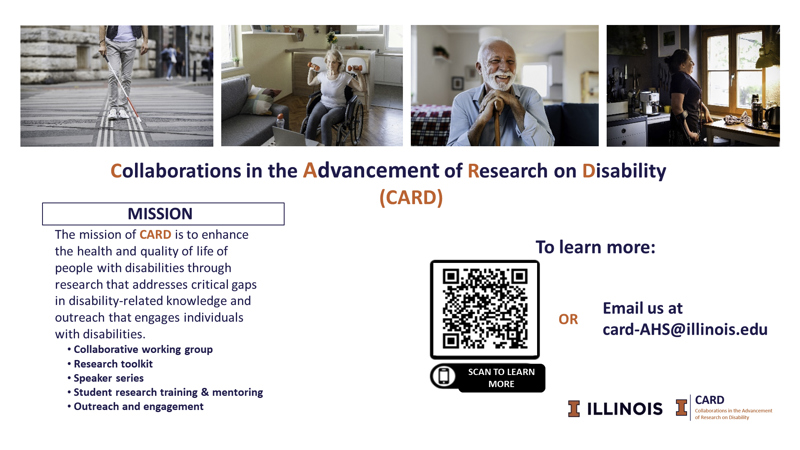 Collaborations in the Advancement of Research on Disability
(CARD)
MISSION
The mission of CARD is to enhance
the health and quality of life of
people with disabilities through
research that addresses critical gaps
in disability-related knowledge and
outreach that engages individuals
with disabilities.
• Collaborative working group
• Research toolkit
• Speaker series
• Student research training & mentoring
• Outreach and engagement
To learn more:
SCAN TO LEARN
MORE
OR
Email us at
card-AHS@illinois.edu
I ILLINOIS
I CARD
Collaborations in the Advancement
of Research on Disability